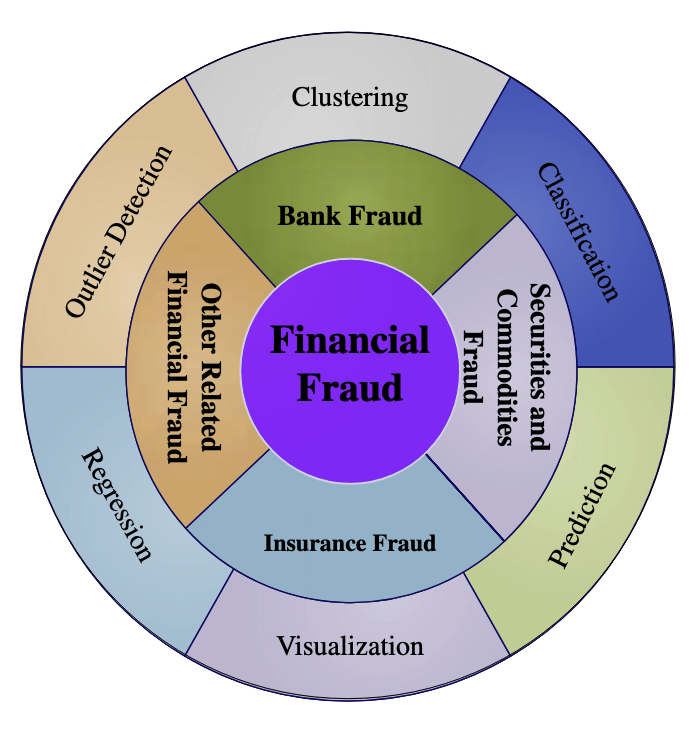 Clustering
Classification
Prediction
Visualization
Regression
Outlier Detection
Bank Fraud
Securities and
Commodities
Fraud
Insurance Fraud
Other Related
Financial Fraud
Financial
Fraud